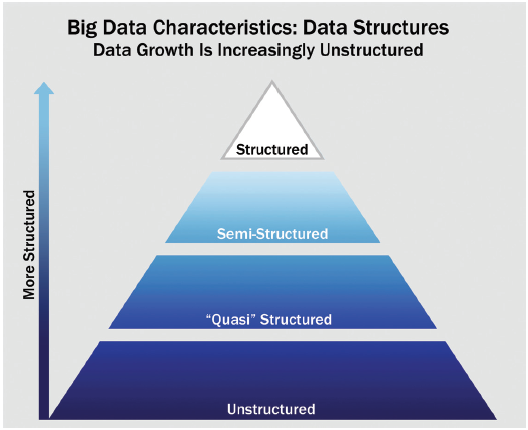 Big Data Characteristics: Data Structures
Data Growth Is Increasingly Unstructured
Structured
Semi-Structured
“Quasi” Structured
Unstructured
More Structured